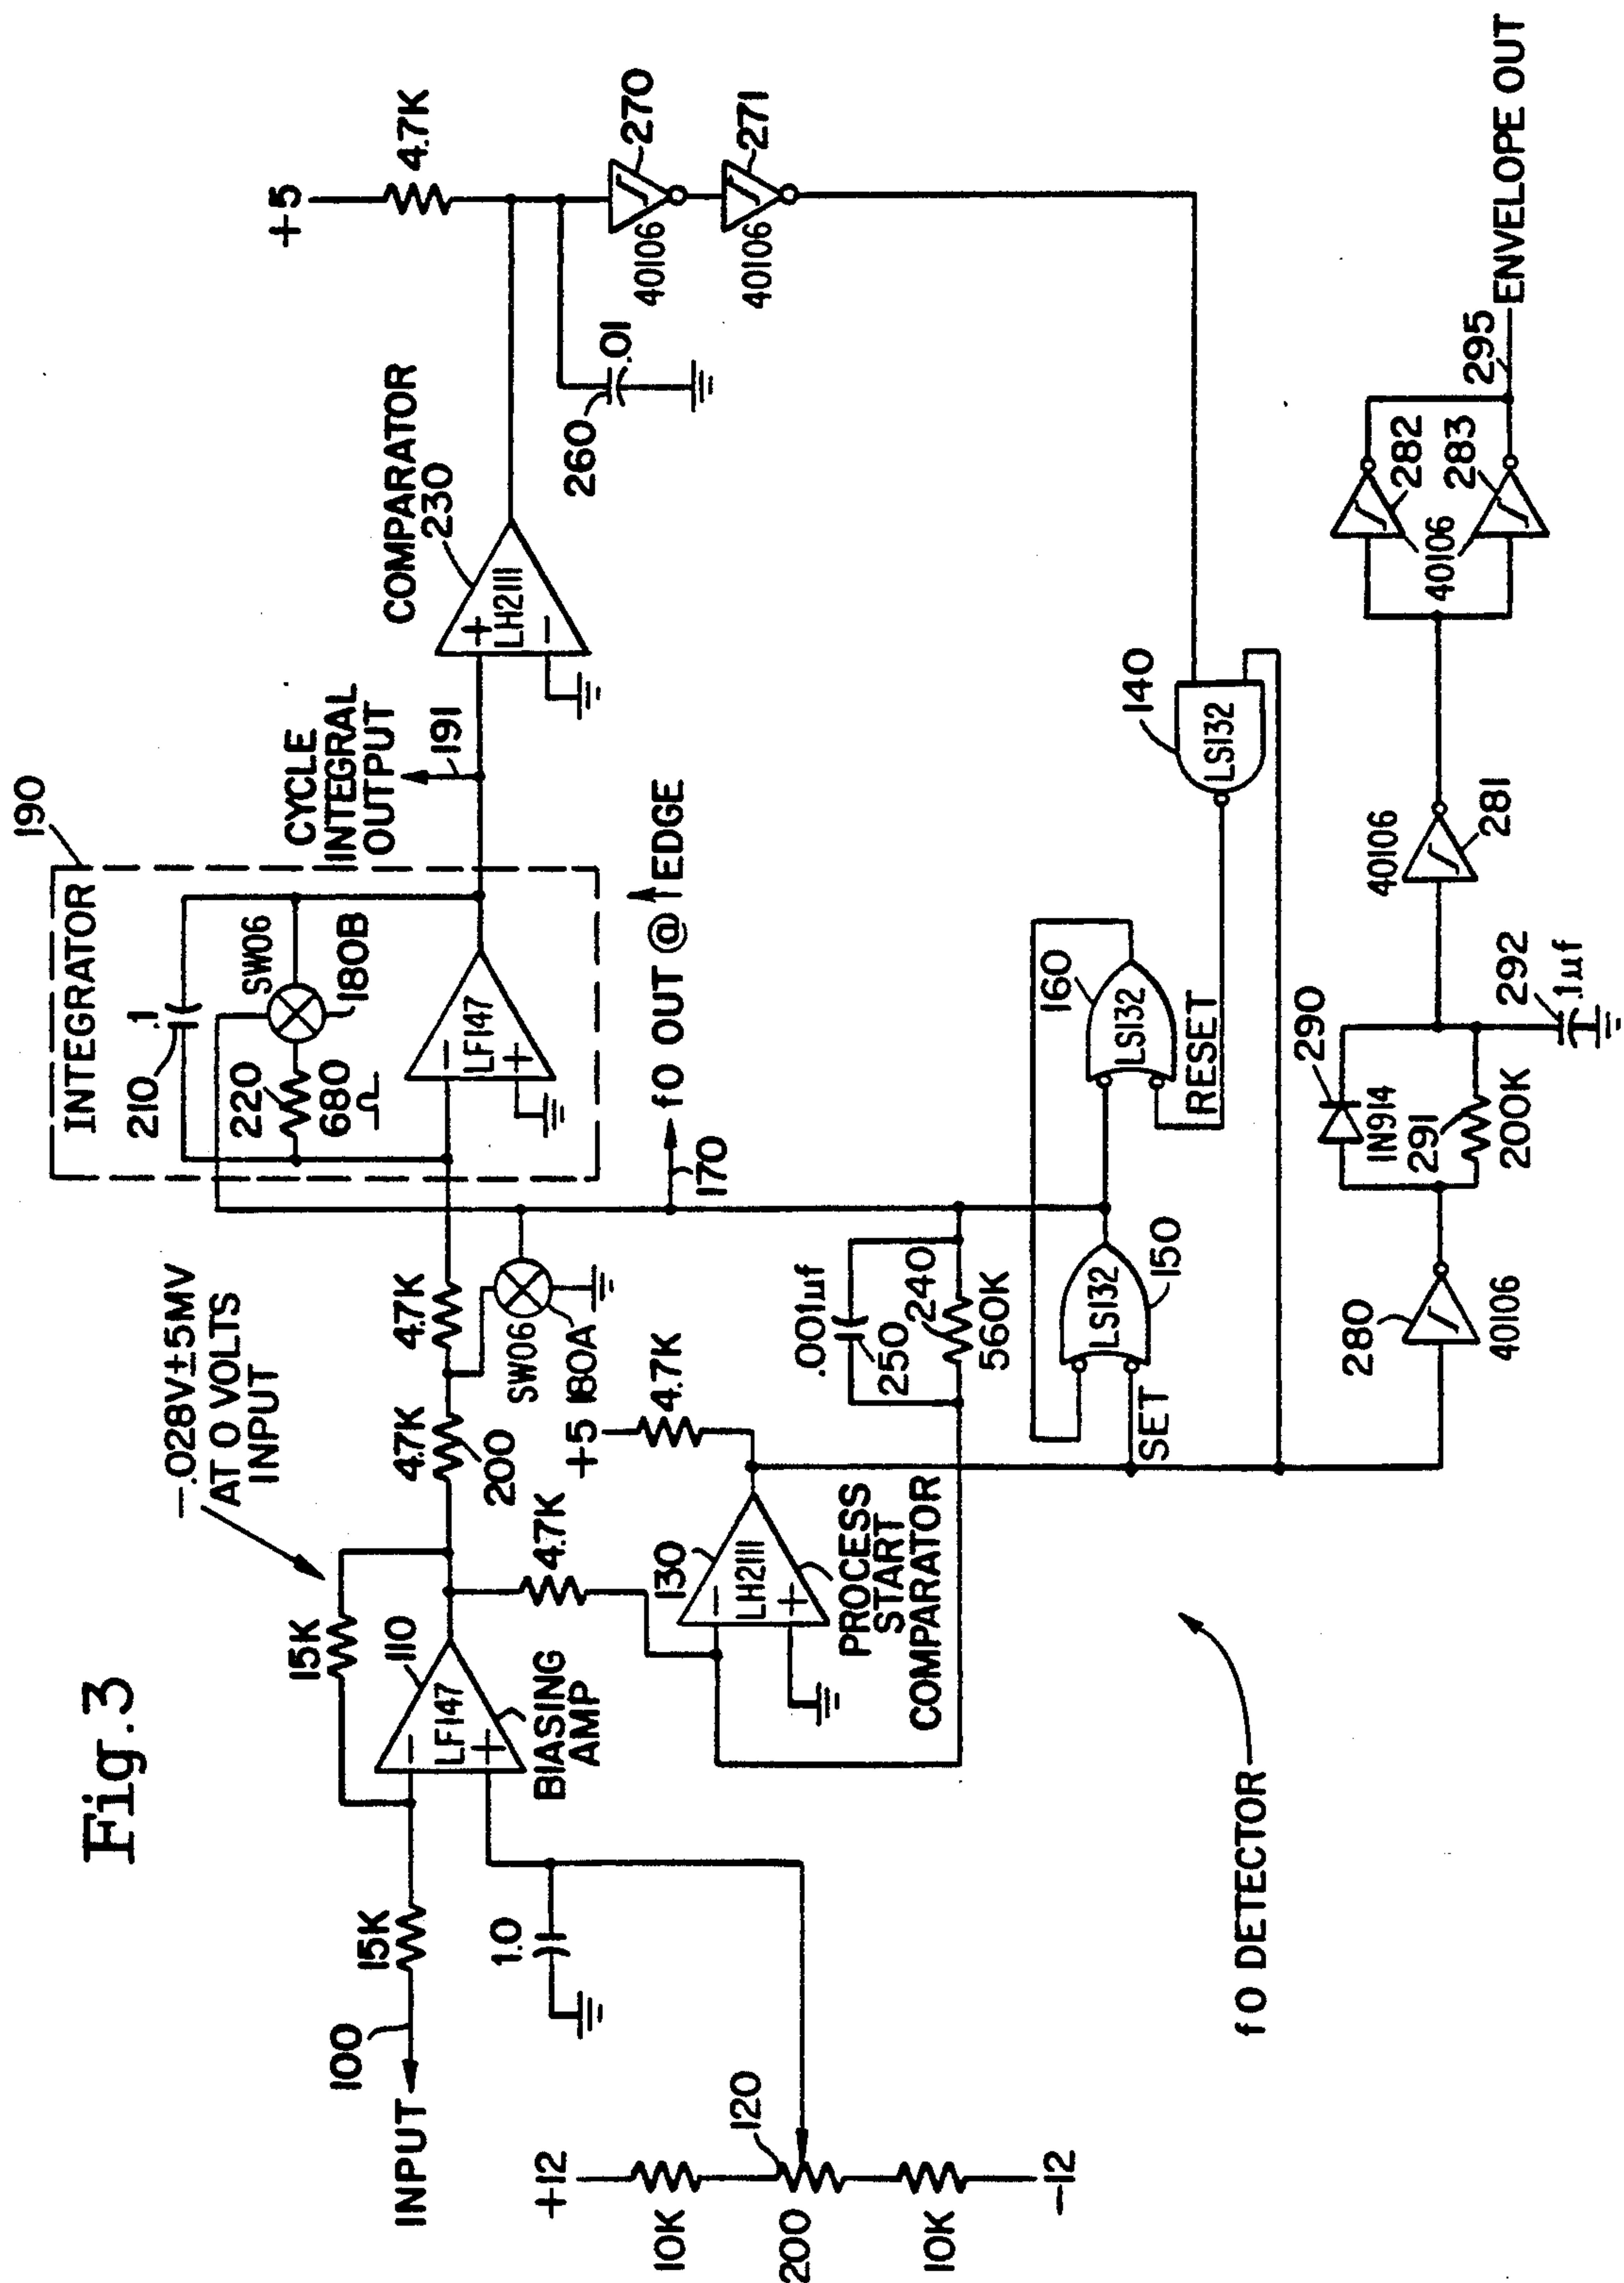 Fig.3
INPUT
100
15K
15K
110
LF147
−
+
BIASING
AMP
1.0
+12
10K
120
200
10K
-12
-.028V±5MV
AT 0 VOLTS
INPUT
4.7K
200
4.7K
SW06
180A
4.7K
130
LH2111
−
+
PROCESS
START
COMPARATOR
+5
4.7K
.001µf
250
240
560K
190
INTEGRATOR
.1
210
SW06
220
680
Ω
180B
LF147
−
+
CYCLE
INTEGRAL
OUTPUT
191
170
f0 OUT @ EDGE
COMPARATOR
230
LH2111
+
−
+5
4.7K
260
.01
270
40106
271
40106
140
LS132
160
LS132
RESET
LS132
150
SET
280
40106
290
1N914
291
200K
292
.1µf
40106
281
282
40106
283
295
ENVELOPE OUT
f0 DETECTOR